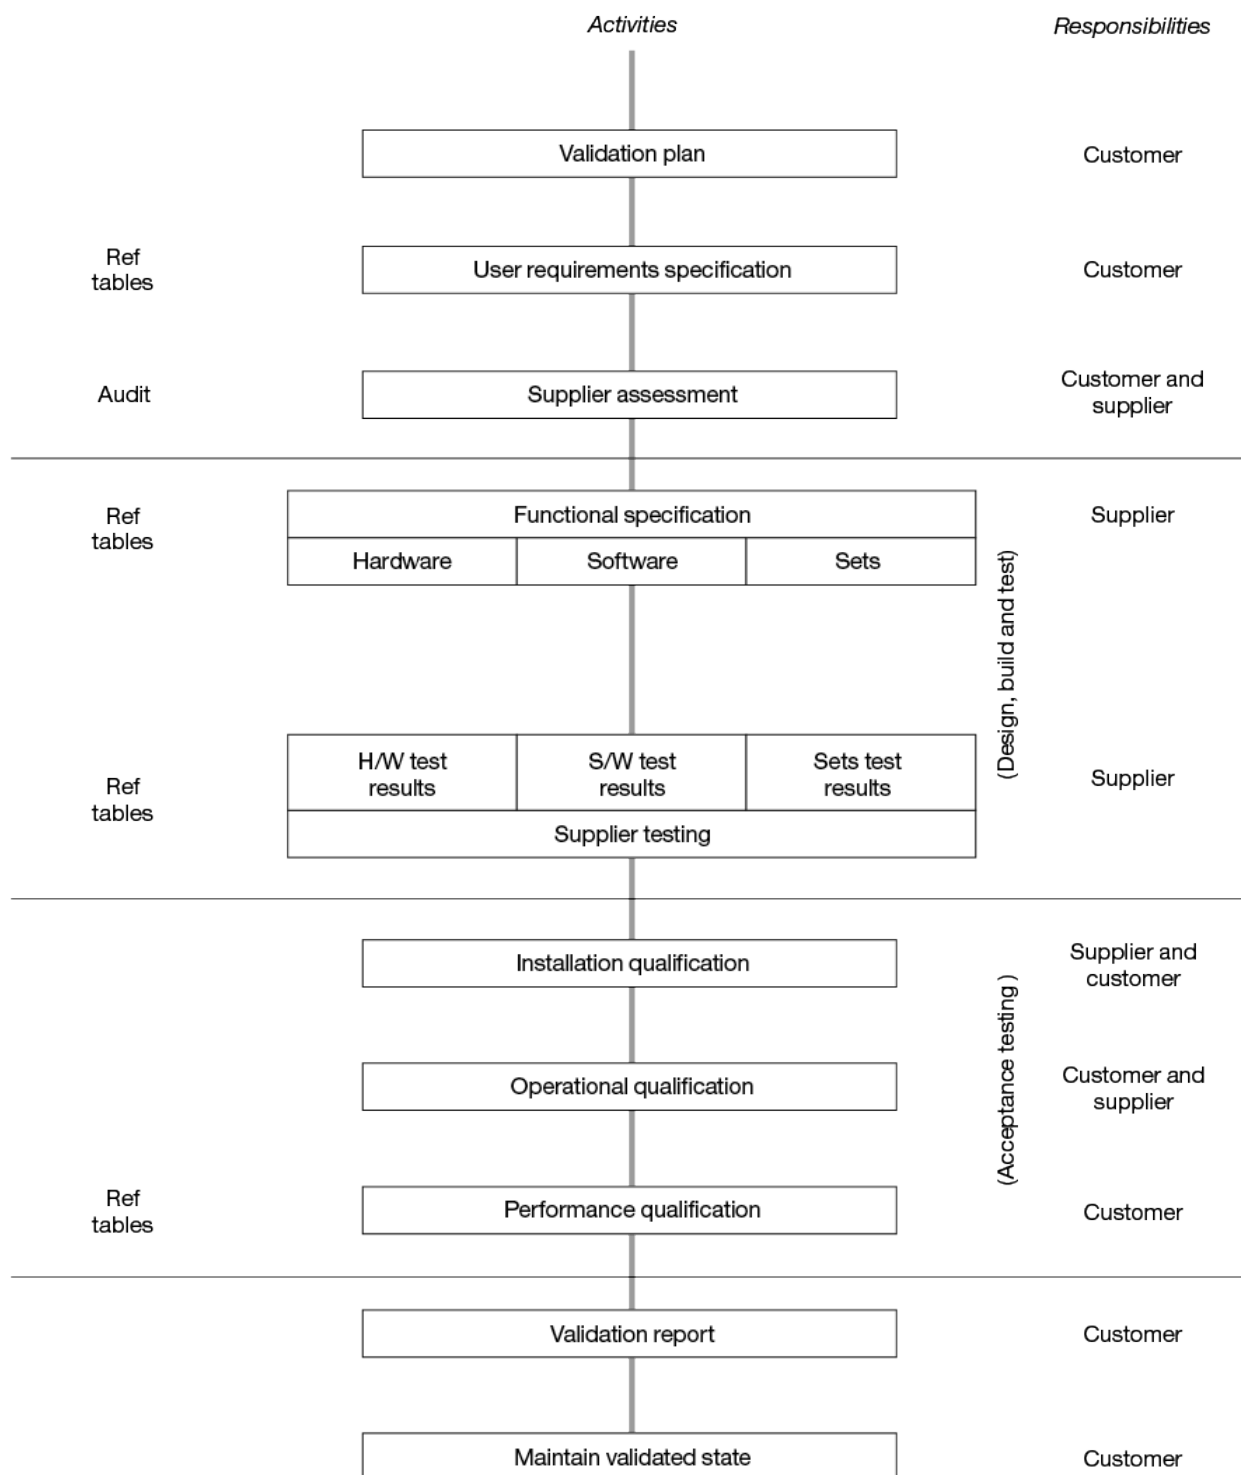 Activities
Responsibilities
Validation plan
Customer
Ref
tables
User requirements specification
Customer
Audit
Supplier assessment
Customer and
supplier
Ref
tables
Functional specification
Supplier
Hardware
Software
Sets
(Design, build and test)
Ref
tables
H/W test
results
S/W test
results
Sets test
results
Supplier
Supplier testing
Installation qualification
Supplier and
customer
(Acceptance testing )
Operational qualification
Customer and
supplier
Ref
tables
Performance qualification
Customer
Validation report
Customer
Maintain validated state
Customer